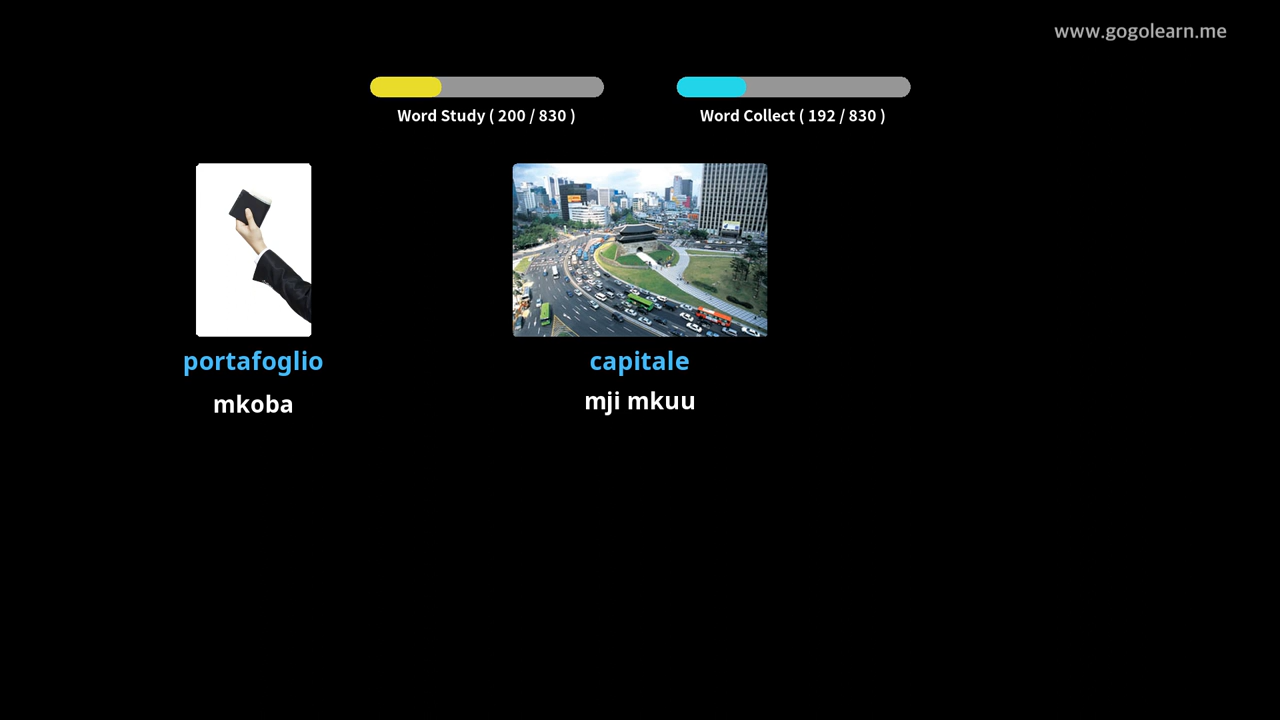 www.gogolearn.me
Word Study ( 200 / 830 )
Word Collect ( 192 / 830 )
portafoglio
mkoba
capitale
mji mkuu